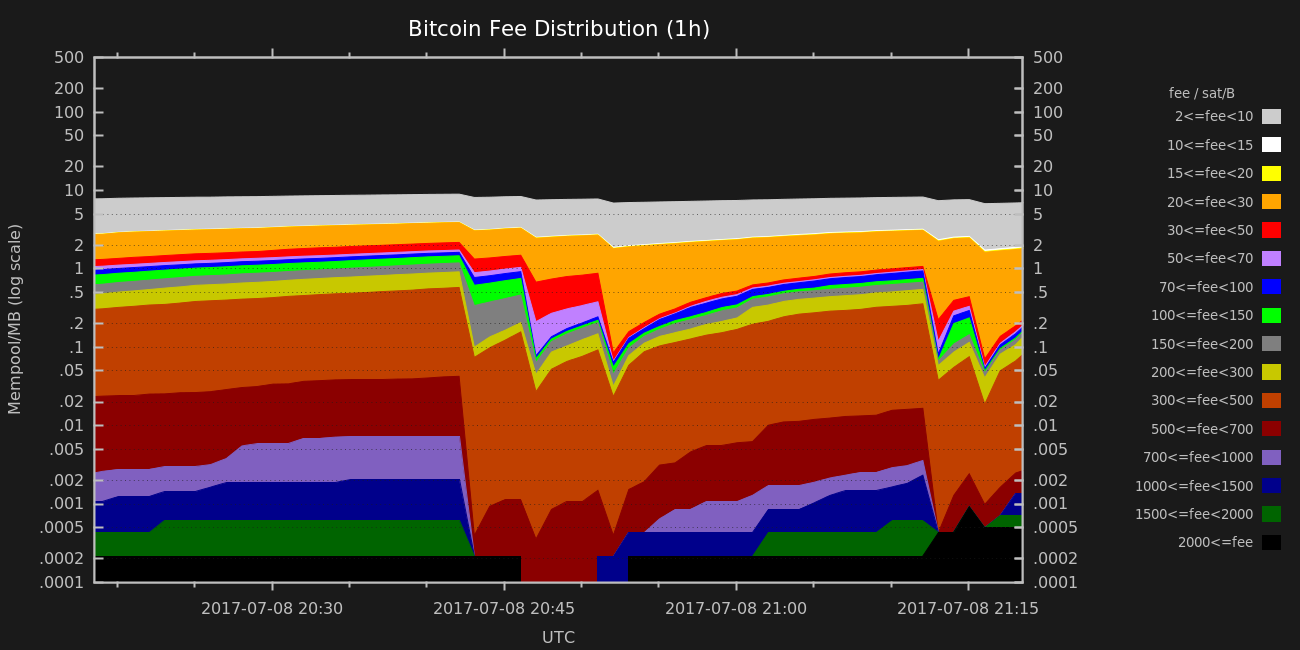 Bitcoin Fee Distribution (1h)
500
200
100
50
20
10
5
2
1
.5
.2
.1
.05
.02
.01
.005
.002
.001
.0005
.0002
.0001
Mempool/MB (log scale)
500
200
100
50
20
10
5
2
1
.5
.2
.1
.05
.02
.01
.005
.002
.001
.0005
.0002
.0001
2017-07-08 20:30
2017-07-08 20:45
2017-07-08 21:00
2017-07-08 21:15
UTC
fee / sat/B
2<=fee<10
10<=fee<15
15<=fee<20
20<=fee<30
30<=fee<50
50<=fee<70
70<=fee<100
100<=fee<150
150<=fee<200
200<=fee<300
300<=fee<500
500<=fee<700
700<=fee<1000
1000<=fee<1500
1500<=fee<2000
2000<=fee